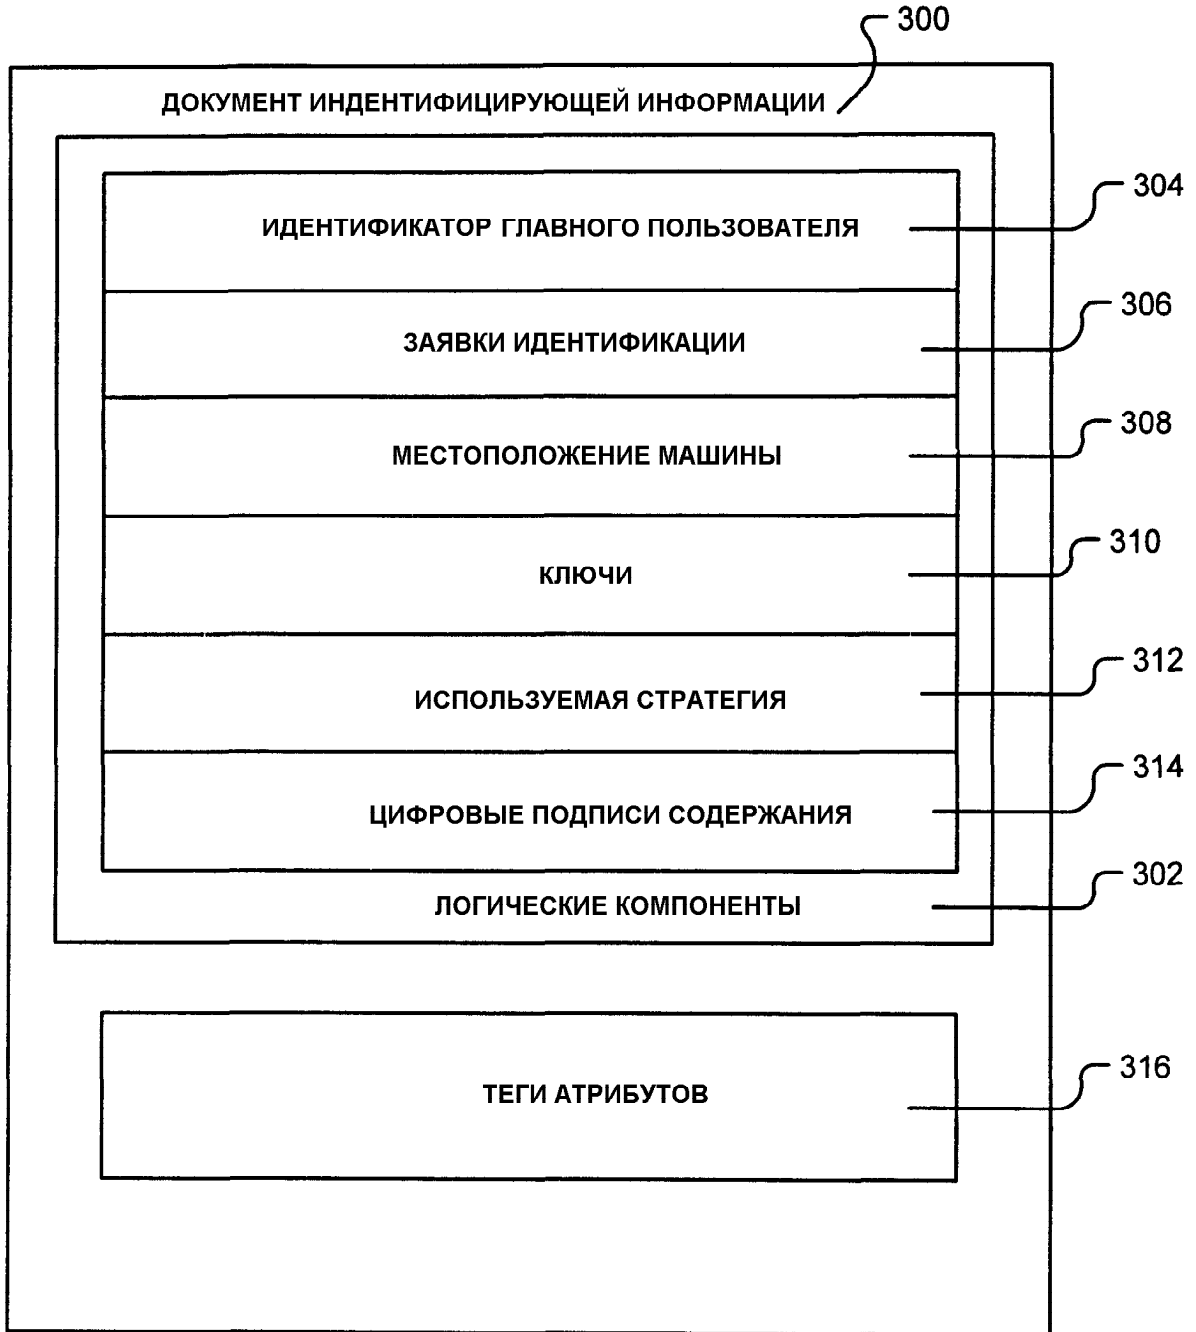 300
ДОКУМЕНТ ИНДЕНТИФИЦИРУЮЩЕЙ ИНФОРМАЦИИ
304
ИДЕНТИФИКАТОР ГЛАВНОГО ПОЛЬЗОВАТЕЛЯ
306
ЗАЯВКИ ИДЕНТИФИКАЦИИ
308
МЕСТОПОЛОЖЕНИЕ МАШИНЫ
310
КЛЮЧИ
312
ИСПОЛЬЗУЕМАЯ СТРАТЕГИЯ
314
ЦИФРОВЫЕ ПОДПИСИ СОДЕРЖАНИЯ
302
ЛОГИЧЕСКИЕ КОМПОНЕНТЫ
316
ТЕГИ АТРИБУТОВ